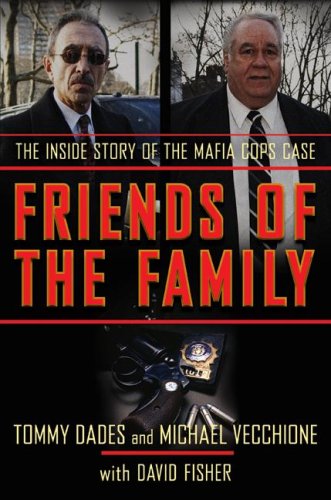 THE INSIDE STORY OF THE MAFIA COPS CASE
FRIENDS OF
THE FAMILY
TOMMY DADES and MICHAEL VECCHIONE
with DAVID FISHER